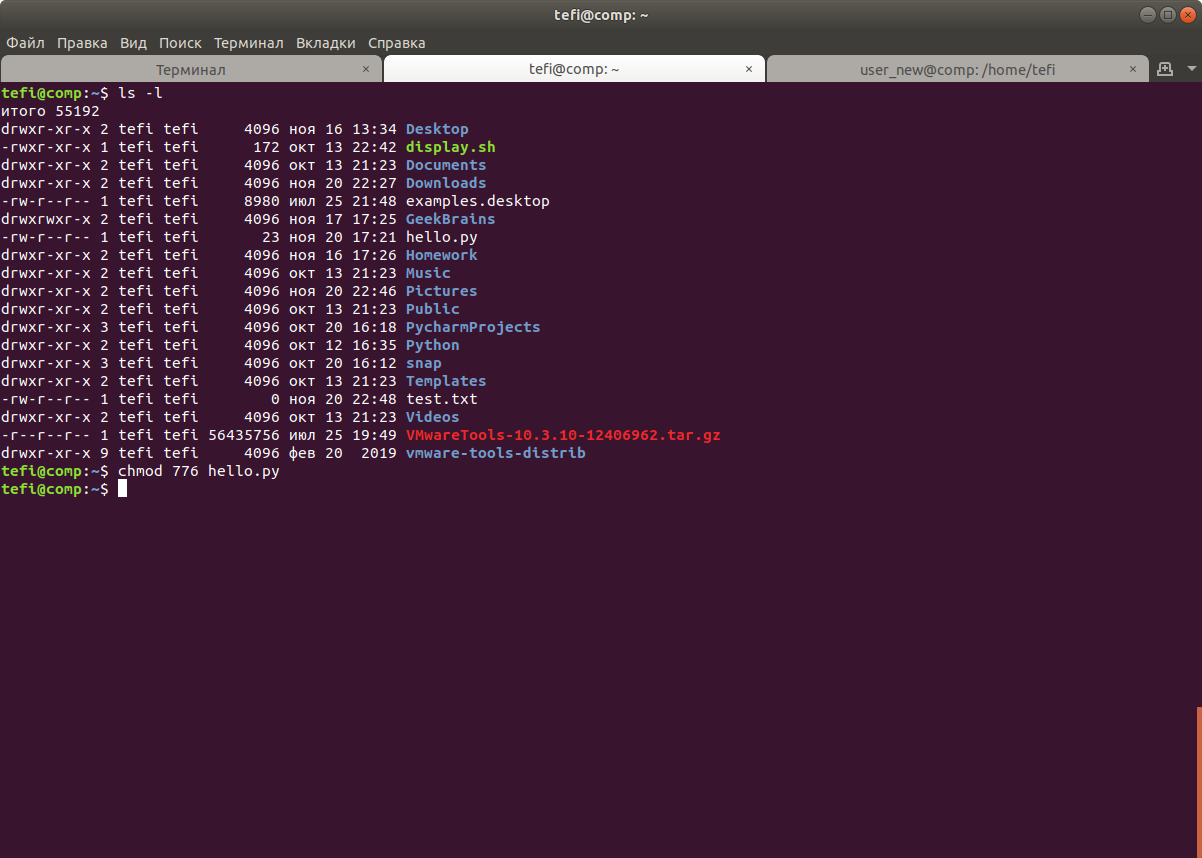 tefi@comp: ~
Файл Правка Вид Поиск Терминал Вкладки Справка
Терминал × tefi@comp: ~ × user_new@comp: /home/tefi ×
tefi@comp:~$ ls -l
итого 55192
drwxr-xr-x 2 tefi tefi     4096 ноя 16 13:34 Desktop
-rwxr-xr-x 1 tefi tefi      172 окт 13 22:42 display.sh
drwxr-xr-x 2 tefi tefi     4096 окт 13 21:23 Documents
drwxr-xr-x 2 tefi tefi     4096 ноя 20 22:27 Downloads
-rw-r--r-- 1 tefi tefi     8980 июл 25 21:48 examples.desktop
drwxrwxr-x 2 tefi tefi     4096 ноя 17 17:25 GeekBrains
-rw-r--r-- 1 tefi tefi       23 ноя 20 17:21 hello.py
drwxr-xr-x 2 tefi tefi     4096 ноя 16 17:26 Homework
drwxr-xr-x 2 tefi tefi     4096 окт 13 21:23 Music
drwxr-xr-x 2 tefi tefi     4096 ноя 20 22:46 Pictures
drwxr-xr-x 2 tefi tefi     4096 окт 13 21:23 Public
drwxr-xr-x 3 tefi tefi     4096 окт 20 16:18 PycharmProjects
drwxr-xr-x 2 tefi tefi     4096 окт 12 16:35 Python
drwxr-xr-x 3 tefi tefi     4096 окт 20 16:12 snap
drwxr-xr-x 2 tefi tefi     4096 окт 13 21:23 Templates
-rw-r--r-- 1 tefi tefi        0 ноя 20 22:48 test.txt
drwxr-xr-x 2 tefi tefi     4096 окт 13 21:23 Videos
-r--r--r-- 1 tefi tefi 56435756 июл 25 19:49 VMwareTools-10.3.10-12406962.tar.gz
drwxr-xr-x 9 tefi tefi     4096 фев 20  2019 vmware-tools-distrib
tefi@comp:~$ chmod 776 hello.py
tefi@comp:~$